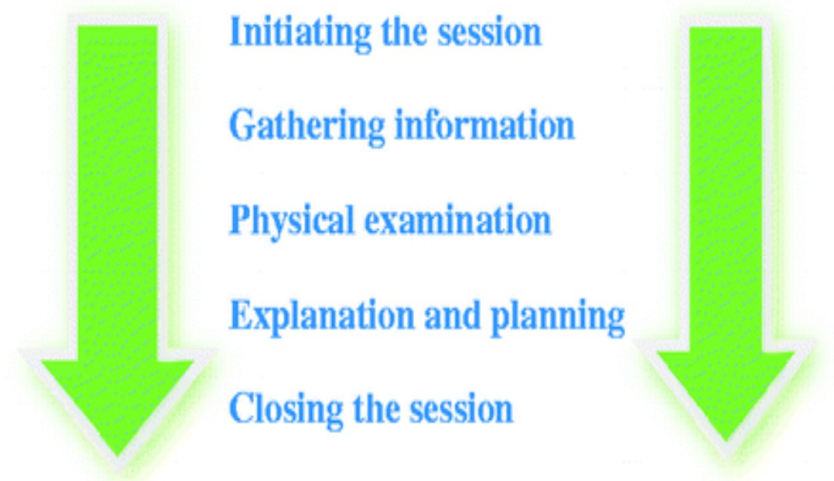 Initiating the session
Gathering information
Physical examination
Explanation and planning
Closing the session